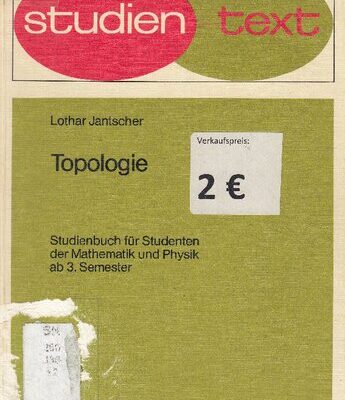 studien text
Lothar Jantscher
Verkaufspreis:
Topologie
2 €
Studienbuch für Studenten
der Mathematik und Physik
ab 3. Semester